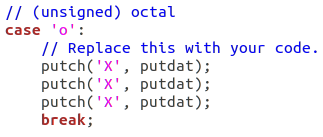 // (unsigned) octal
case 'o':
// Replace this with your code.
putch('X', putdat);
putch('X', putdat);
putch('X', putdat);
break;